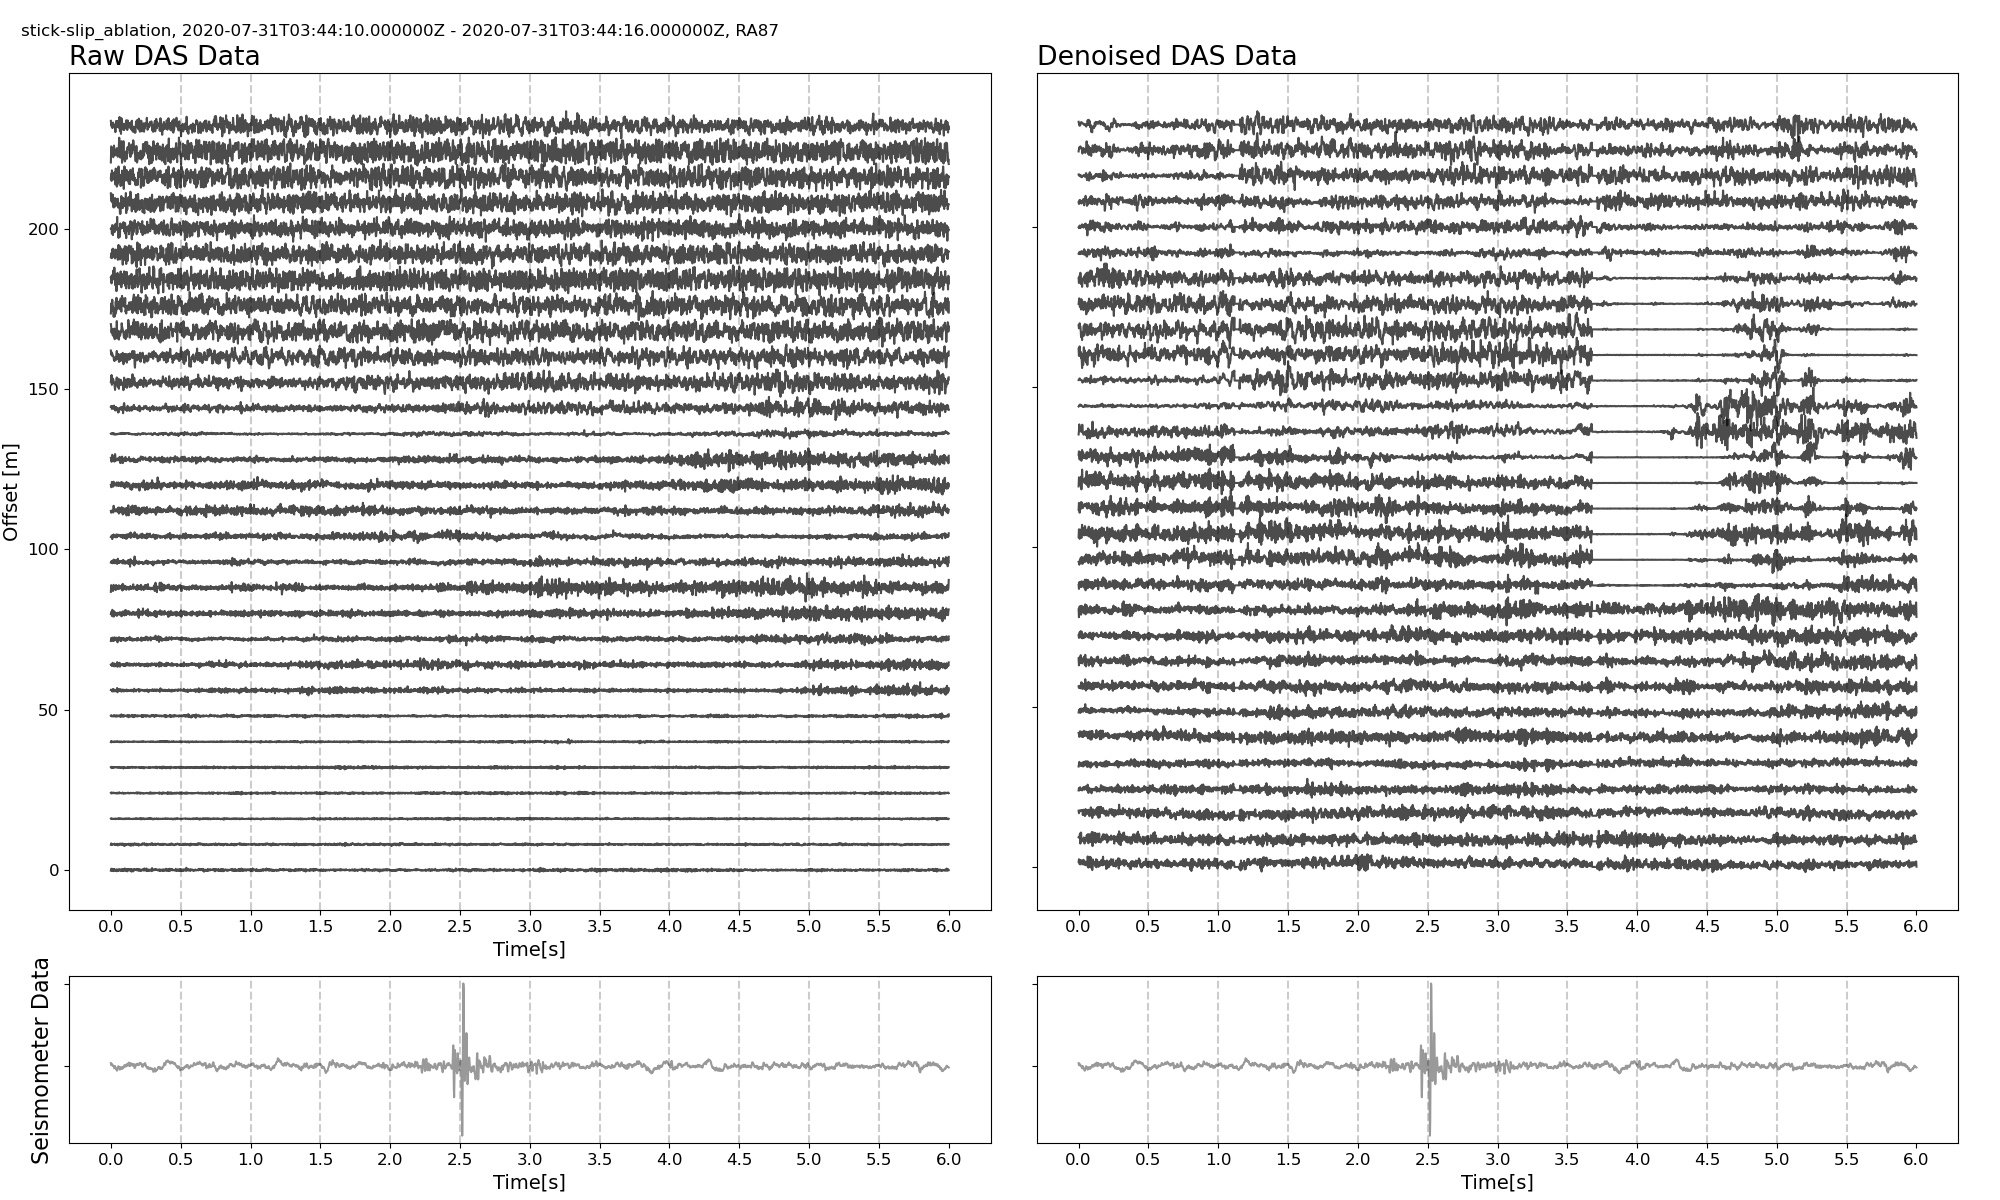 stick-slip_ablation, 2020-07-31T03:44:10.000000Z - 2020-07-31T03:44:16.000000Z, RA87
Raw DAS Data
Denoised DAS Data
Offset [m]
200
150
100
50
0
0.0 0.5 1.0 1.5 2.0 2.5 3.0 3.5 4.0 4.5 5.0 5.5 6.0
Time[s]
0.0 0.5 1.0 1.5 2.0 2.5 3.0 3.5 4.0 4.5 5.0 5.5 6.0
Seismometer Data
0.0 0.5 1.0 1.5 2.0 2.5 3.0 3.5 4.0 4.5 5.0 5.5 6.0
Time[s]
0.0 0.5 1.0 1.5 2.0 2.5 3.0 3.5 4.0 4.5 5.0 5.5 6.0
Time[s]